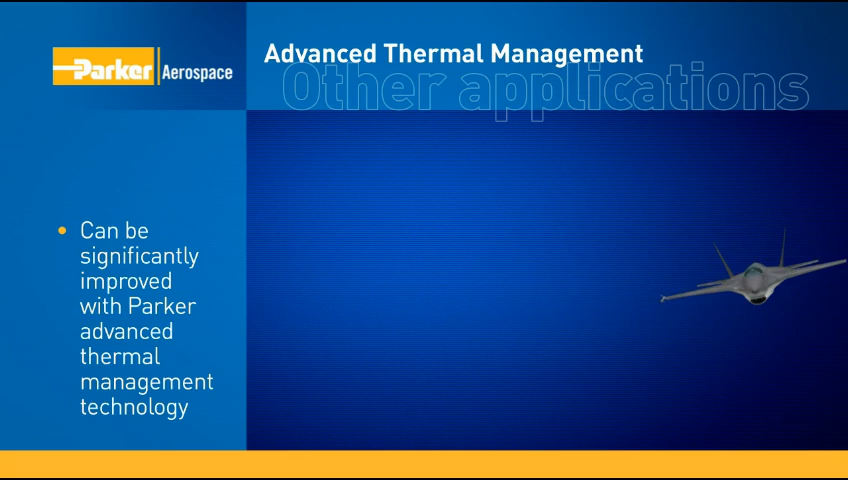 Parker Aerospace
Advanced Thermal Management
Other applications
• Can be
significantly
improved
with Parker
advanced
thermal
management
technology